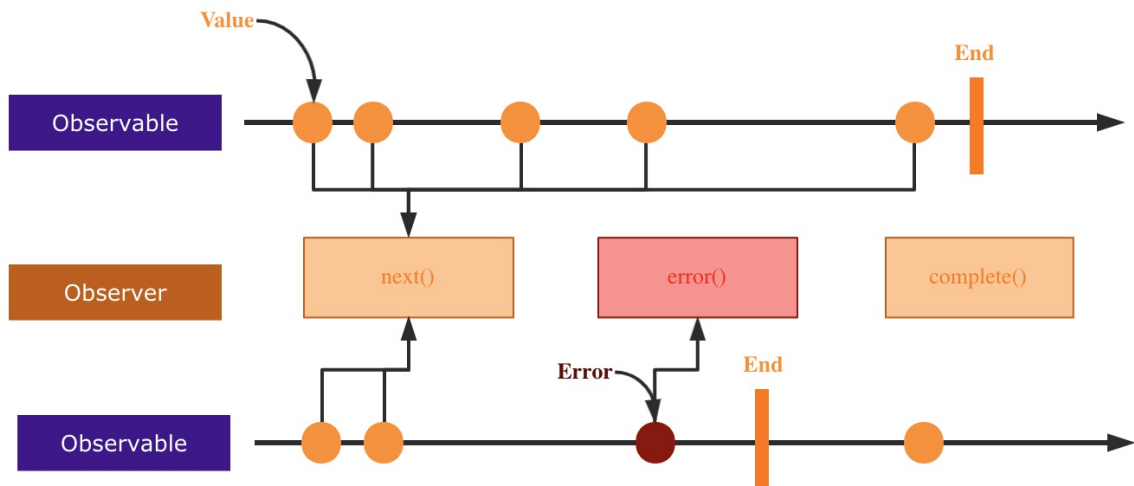 Value
End
Observable
Observer
next()
error()
complete()
Error
End
Observable